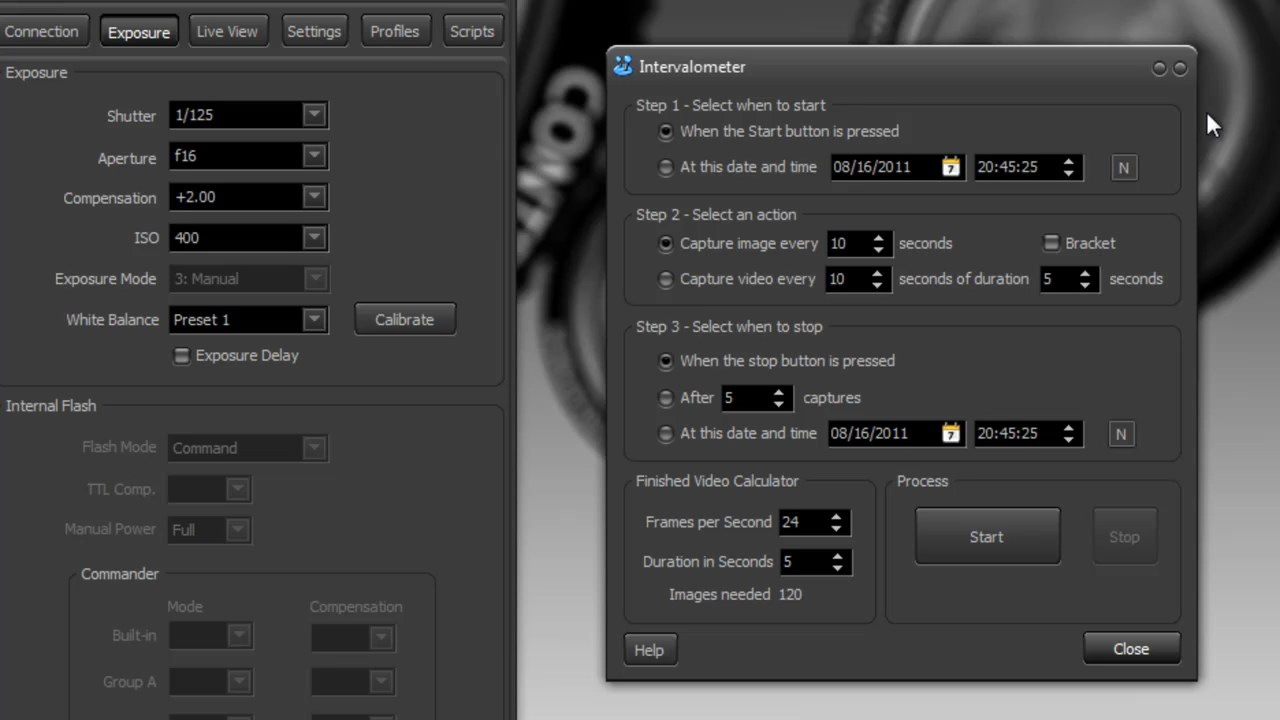 Connection Exposure Live View Settings Profiles Scripts
Exposure
Shutter 1/125
Aperture f16
Compensation +2.00
ISO 400
Exposure Mode 3: Manual
White Balance Preset 1 Calibrate
Exposure Delay
Internal Flash
Flash Mode Command
TTL Comp.
Manual Power Full
Commander
Mode Compensation
Built-in
Group A
Intervalometer
Step 1 - Select when to start
When the Start button is pressed
At this date and time 08/16/2011 7 20:45:25 N
Step 2 - Select an action
Capture image every 10 seconds Bracket
Capture video every 10 seconds of duration 5 seconds
Step 3 - Select when to stop
When the stop button is pressed
After 5 captures
At this date and time 08/16/2011 7 20:45:25 N
Finished Video Calculator
Frames per Second 24
Duration in Seconds 5
Images needed 120
Process
Start Stop
Help Close